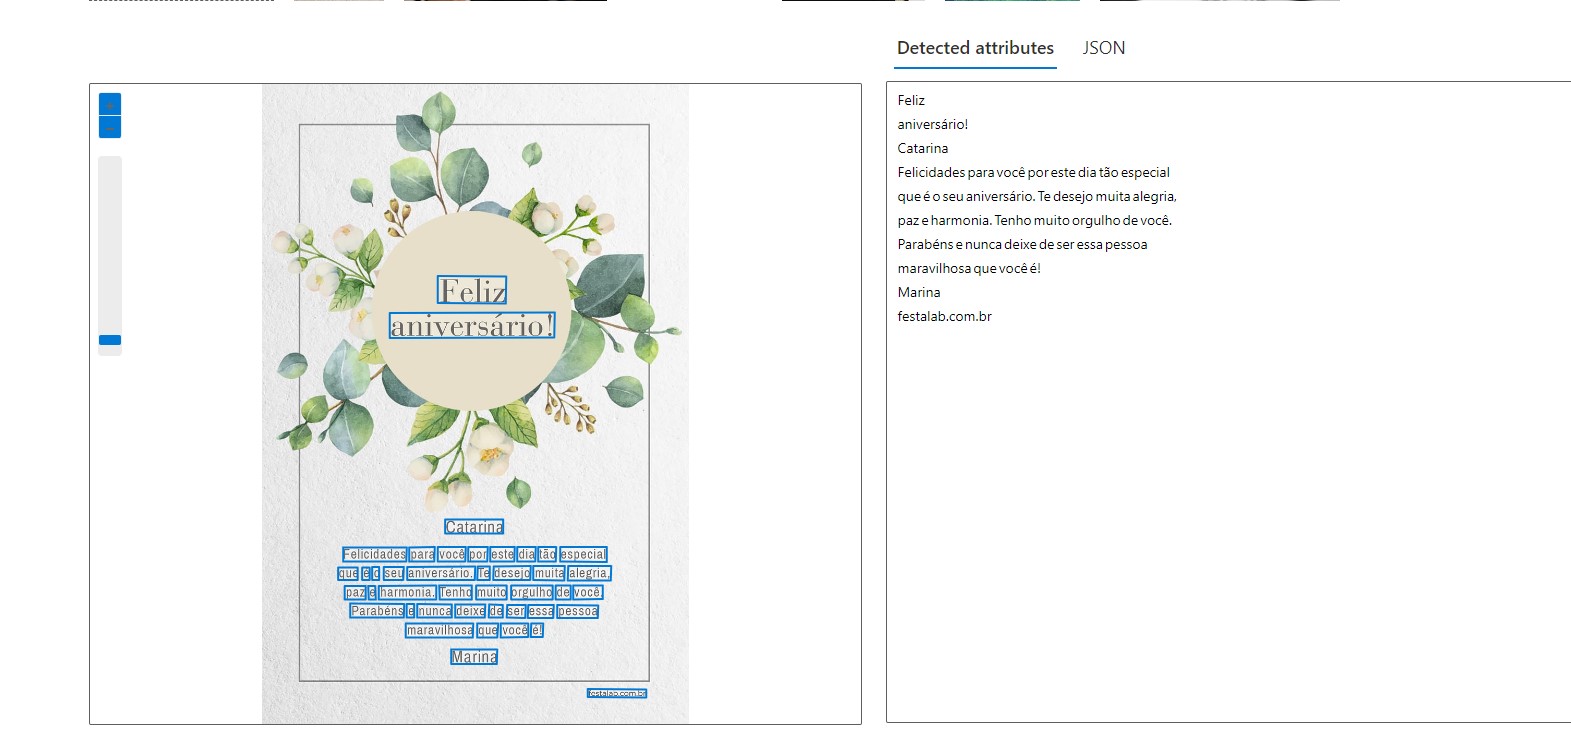 Detected attributes JSON
Feliz
aniversário!
Catarina
Felicidades para você por este dia tão especial
que é o seu aniversário. Te desejo muita alegria,
paz e harmonia. Tenho muito orgulho de você.
Parabéns e nunca deixe de ser essa pessoa
maravilhosa que você é!
Marina
festalab.com.br
Feliz
aniversário!
Catarina
Felicidades para você por este dia tão especial
que é o seu aniversário. Te desejo muita alegria,
paz e harmonia. Tenho muito orgulho de você.
Parabéns e nunca deixe de ser essa pessoa
maravilhosa que você é!
Marina
festalab.com.br